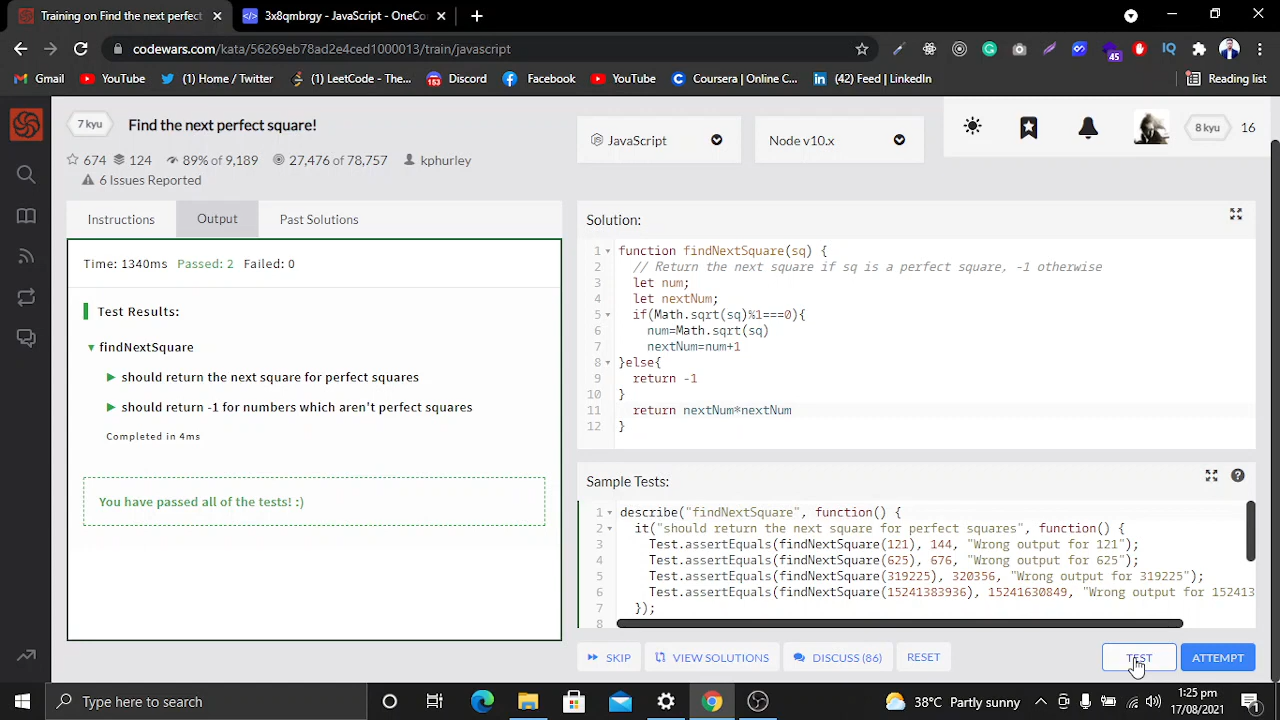 Training on Find the next perfect
3x8qmbrgy - JavaScript - OneCo
codewars.com/kata/56269eb78ad2e4ced1000013/train/javascript
45
IQ
Gmail
YouTube
(1) Home / Twitter
(1) LeetCode - The...
153
Discord
Facebook
YouTube
Coursera | Online C...
(42) Feed | LinkedIn
Reading list
7 kyu
Find the next perfect square!
674
124
89% of 9,189
27,476 of 78,757
kphurley
6 Issues Reported
JavaScript
Node v10.x
8 kyu
16
Instructions
Output
Past Solutions
Time: 1340ms Passed: 2 Failed: 0
Test Results:
findNextSquare
should return the next square for perfect squares
should return -1 for numbers which aren't perfect squares
Completed in 4ms
You have passed all of the tests! :)
Solution:
1 function findNextSquare(sq) {
2 // Return the next square if sq is a perfect square, -1 otherwise
3 let num;
4 let nextNum;
5 if(Math.sqrt(sq)%1===0){
6 num=Math.sqrt(sq)
7 nextNum=num+1
8 }else{
9 return -1
10 }
11 return nextNum*nextNum
12 }
Sample Tests:
1 describe("findNextSquare", function() {
2 it("should return the next square for perfect squares", function() {
3 Test.assertEquals(findNextSquare(121), 144, "Wrong output for 121");
4 Test.assertEquals(findNextSquare(625), 676, "Wrong output for 625");
5 Test.assertEquals(findNextSquare(319225), 320356, "Wrong output for 319225");
6 Test.assertEquals(findNextSquare(15241383936), 15241630849, "Wrong output for 152413
7 });
8
SKIP
VIEW SOLUTIONS
DISCUSS (86)
RESET
TEST
ATTEMPT
Type here to search
38°C Partly sunny
1:25 pm
17/08/2021
1